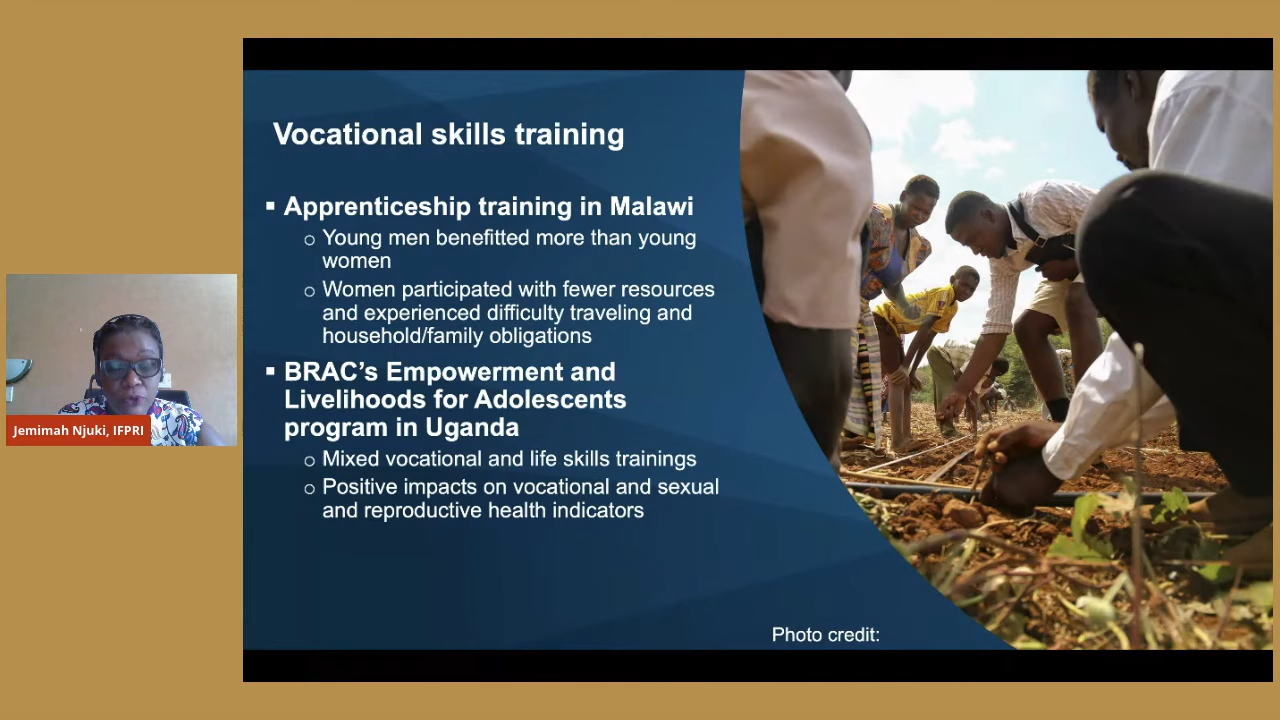 Vocational skills training
▪ Apprenticeship training in Malawi
○ Young men benefitted more than young
women
○ Women participated with fewer resources
and experienced difficulty traveling and
household/family obligations
▪ BRAC’s Empowerment and
Livelihoods for Adolescents
program in Uganda
○ Mixed vocational and life skills trainings
○ Positive impacts on vocational and sexual
and reproductive health indicators
Photo credit:
Jemimah Njuki, IFPRI